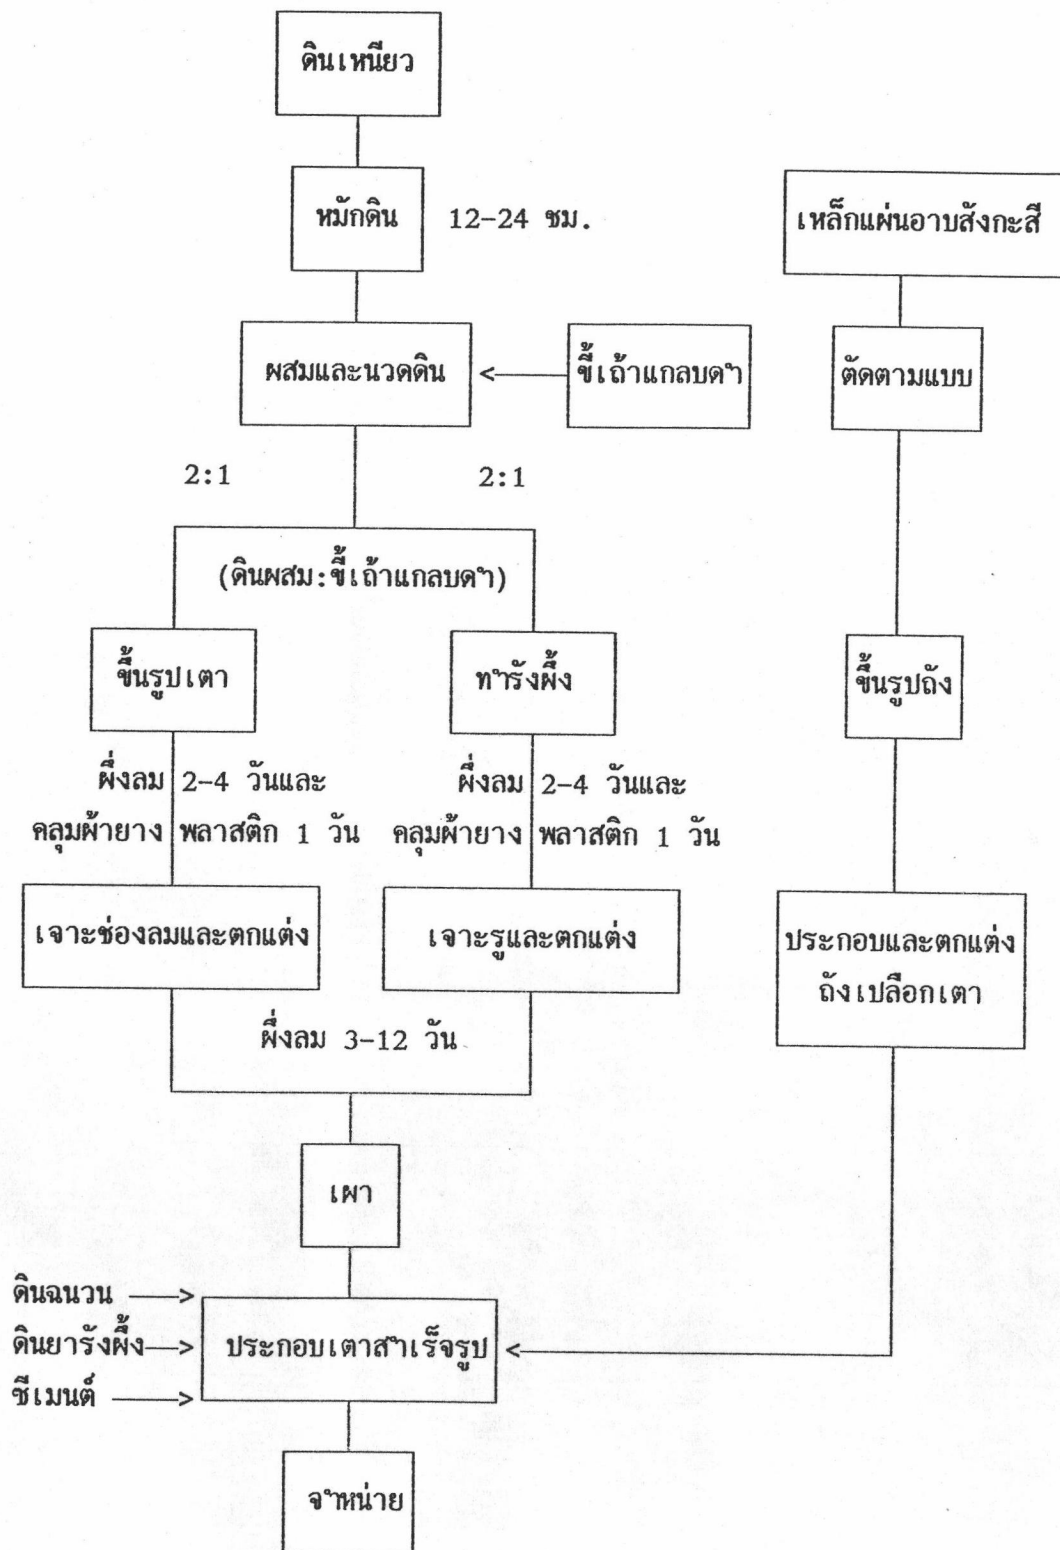 ดินเหนียว
หมักดิน 12-24 ชม.
เหล็กแผ่นอาบสังกะสี
ผสมและนวดดิน
ขี้เถ้าแกลบดำ
ตัดตามแบบ
2:1 2:1
(ดินผสม:ขี้เถ้าแกลบดำ)
ขึ้นรูปเตา
ทำรังผึ้ง
ขึ้นรูปถัง
ผึ่งลม 2-4 วันและ
คลุมผ้ายาง พลาสติก 1 วัน
ผึ่งลม 2-4 วันและ
คลุมผ้ายาง พลาสติก 1 วัน
เจาะช่องลมและตกแต่ง
เจาะรูและตกแต่ง
ประกอบและตกแต่ง
ถังเปลือกเตา
ผึ่งลม 3-12 วัน
เผา
ดินฉนวน
ดินยารังผึ้ง
ซีเมนต์
ประกอบเตาสำเร็จรูป
จำหน่าย